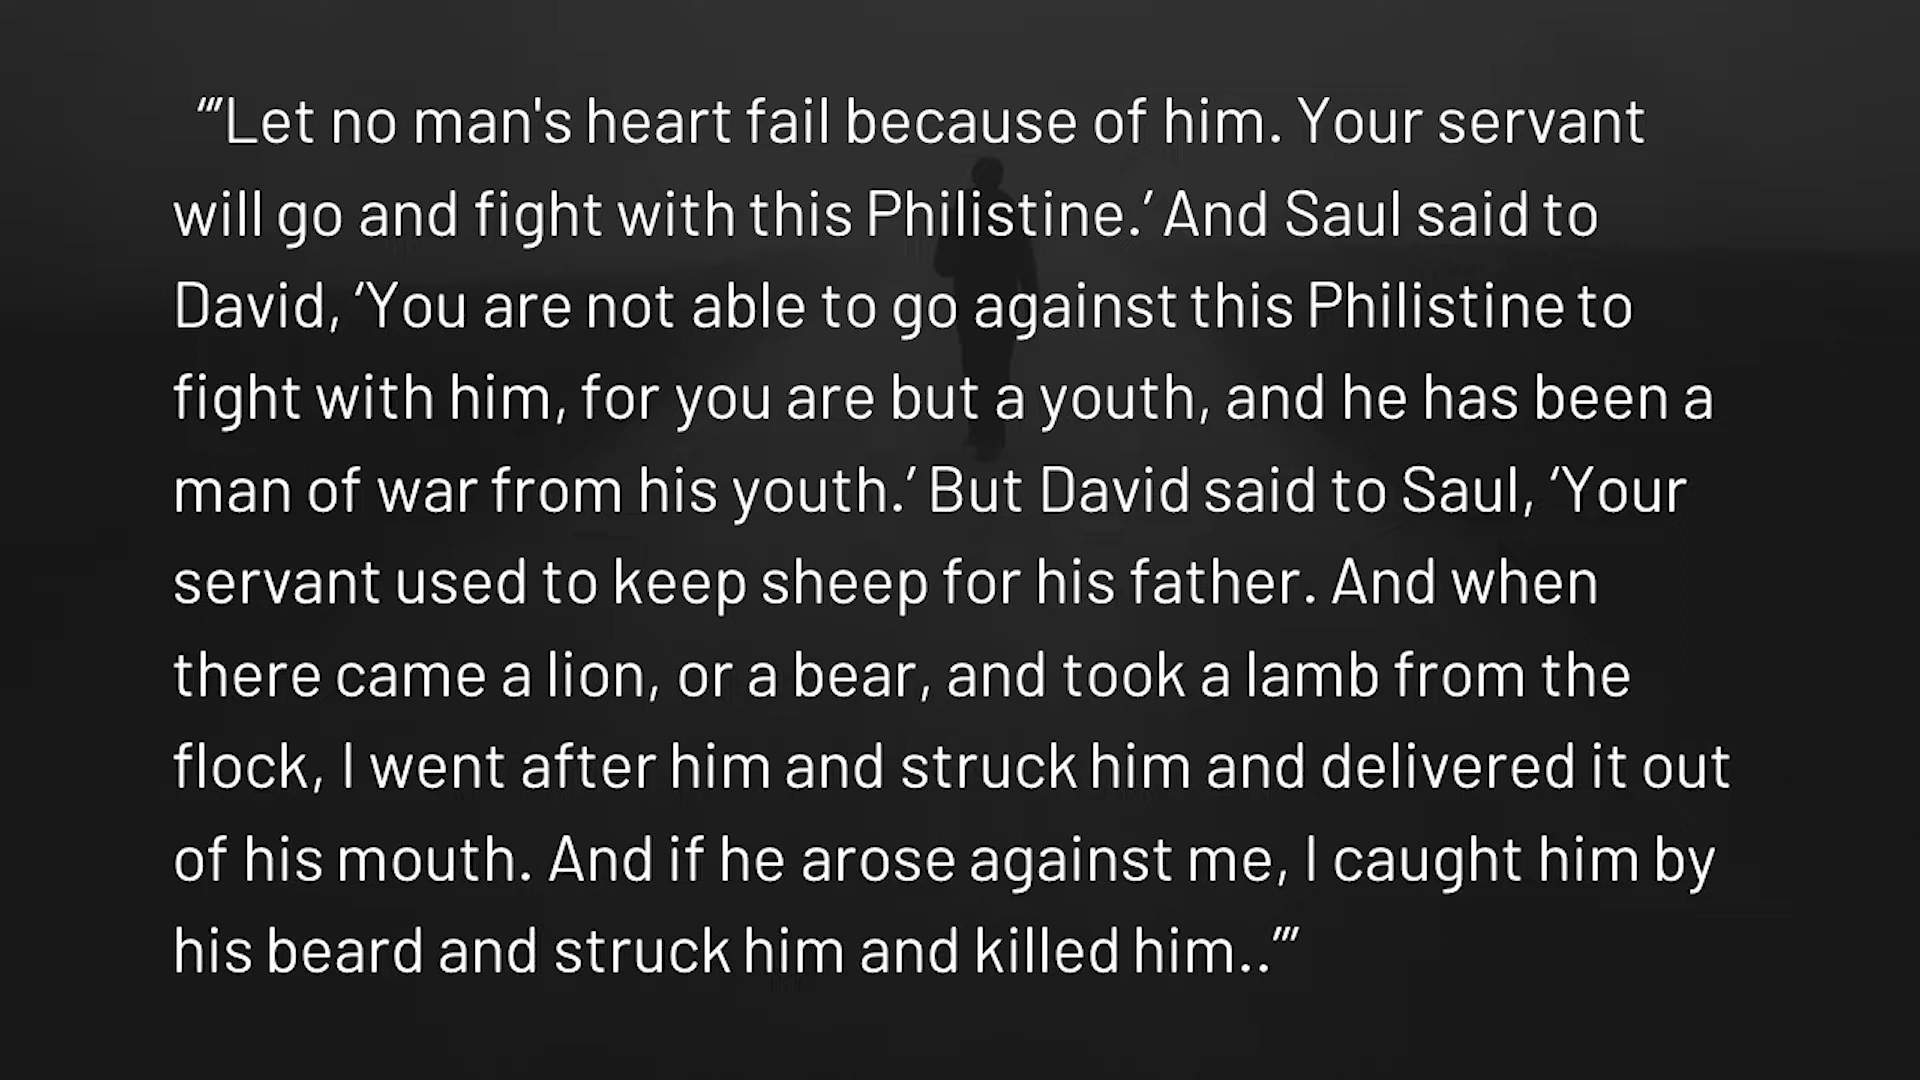 “‘Let no man's heart fail because of him. Your servant
will go and fight with this Philistine.’ And Saul said to
David, ‘You are not able to go against this Philistine to
fight with him, for you are but a youth, and he has been a
man of war from his youth.’ But David said to Saul, ‘Your
servant used to keep sheep for his father. And when
there came a lion, or a bear, and took a lamb from the
flock, I went after him and struck him and delivered it out
of his mouth. And if he arose against me, I caught him by
his beard and struck him and killed him..’”